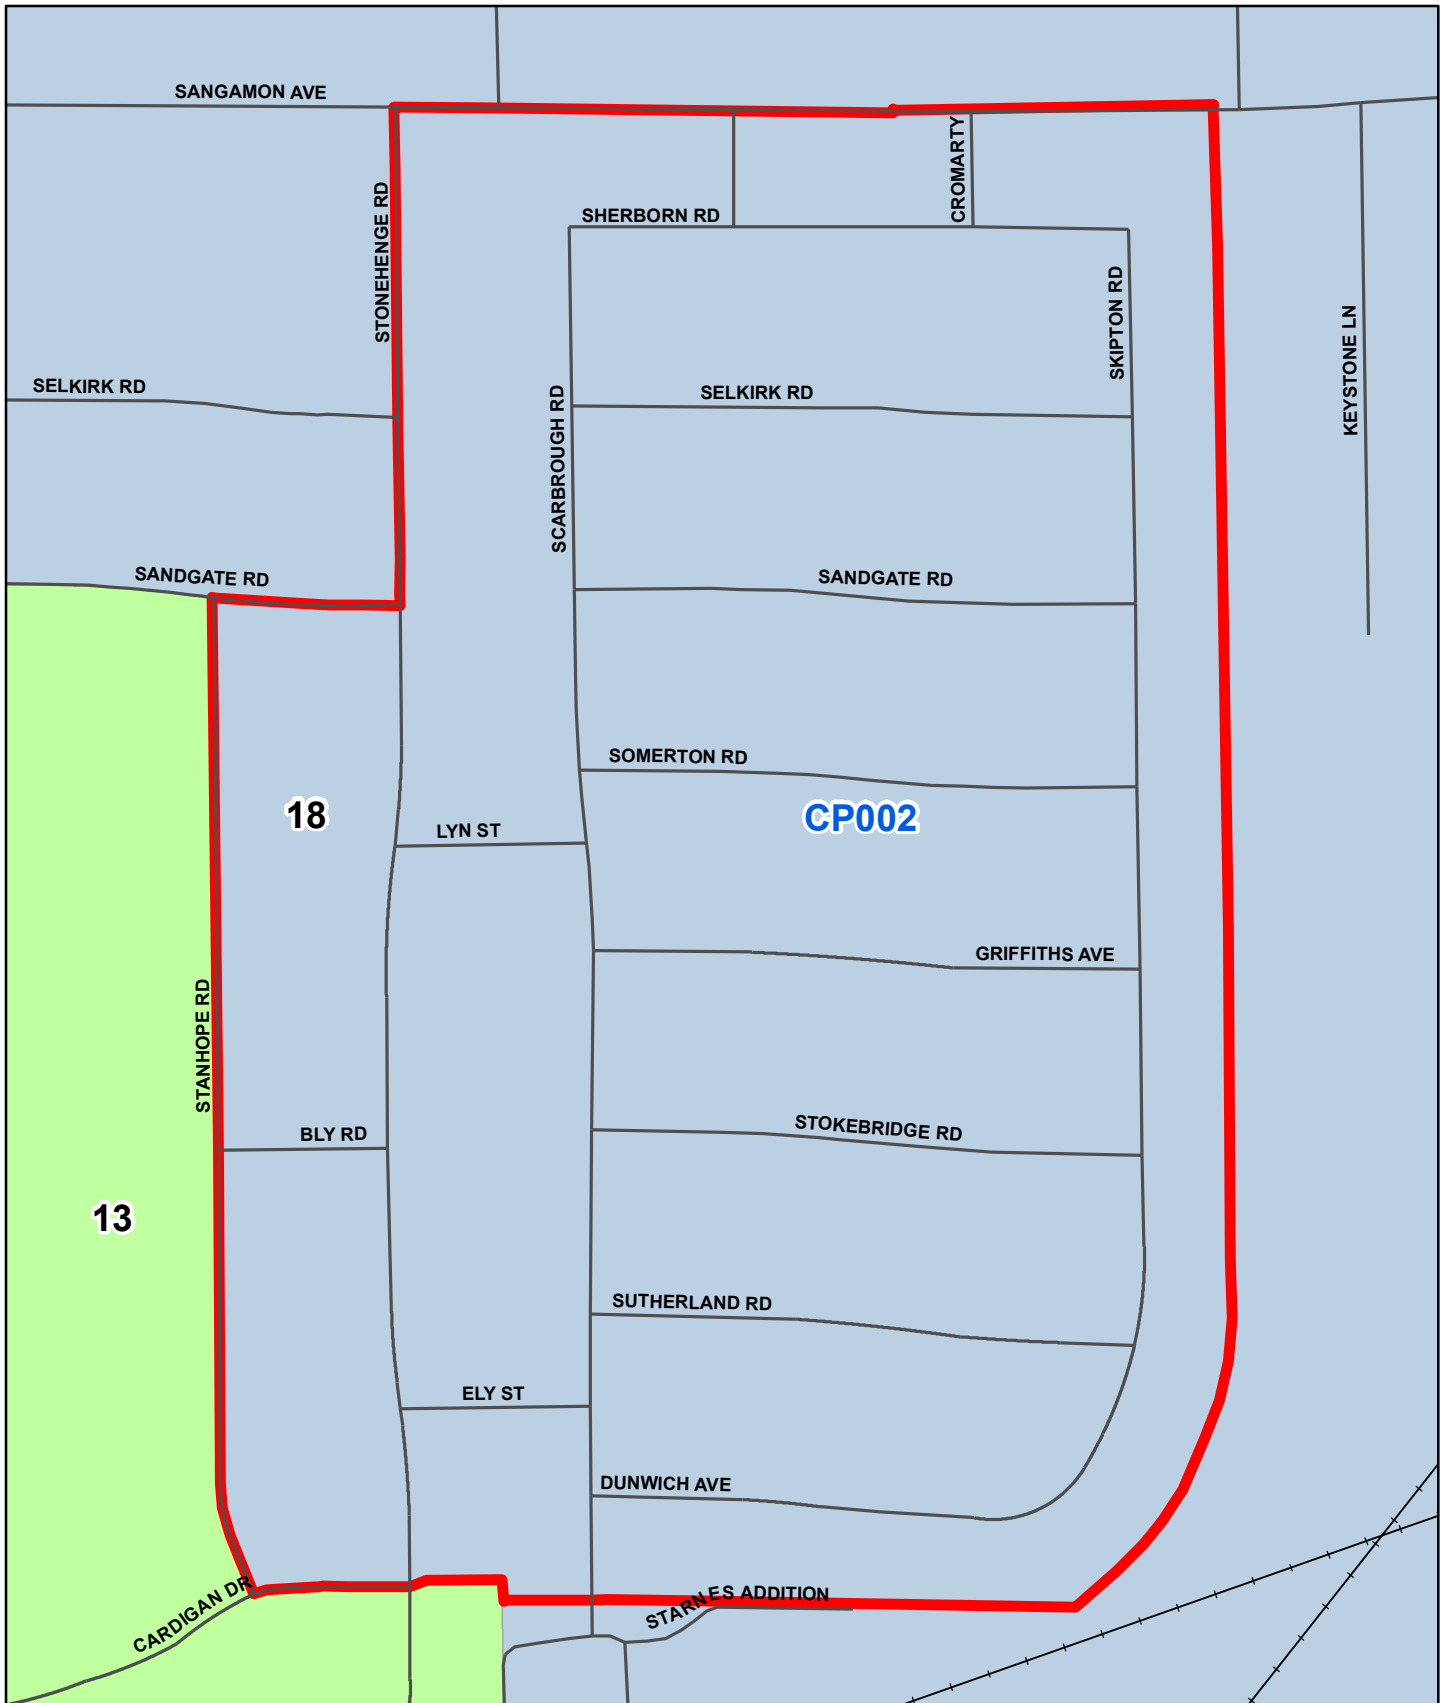 SANGAMON AVE
CROMARTY
STONEHENGE RD
SHERBORN RD
SKIPTON RD
KEYSTONE LN
SELKIRK RD
SELKIRK RD
SCARBROUGH RD
SANDGATE RD
SANDGATE RD
SOMERTON RD
18
CP002
LYN ST
GRIFFITHS AVE
STANHOPE RD
BLY RD
STOKEBRIDGE RD
13
SUTHERLAND RD
ELY ST
DUNWICH AVE
CARDIGAN DR
STARNES ADDITION